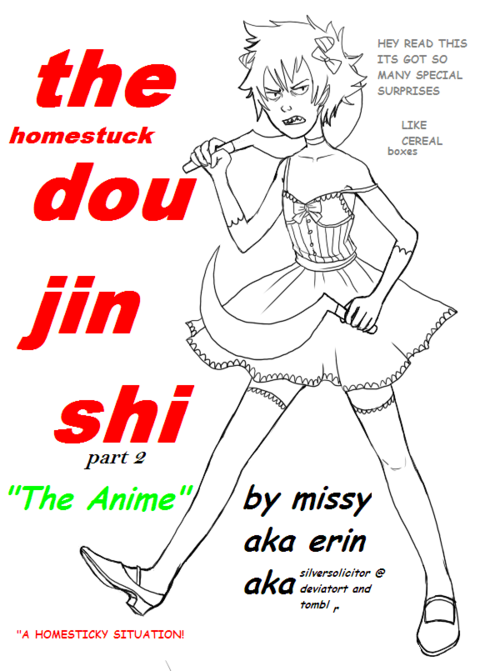 the
homestuck
dou
jin
shi
part 2
"The Anime"
HEY READ THIS
ITS GOT SO
MANY SPECIAL
SURPRISES
LIKE
CEREAL
boxes
by missy
aka erin
aka silversolicitor @
deviatort and
tombl r
"A HOMESTICKY SITUATION!